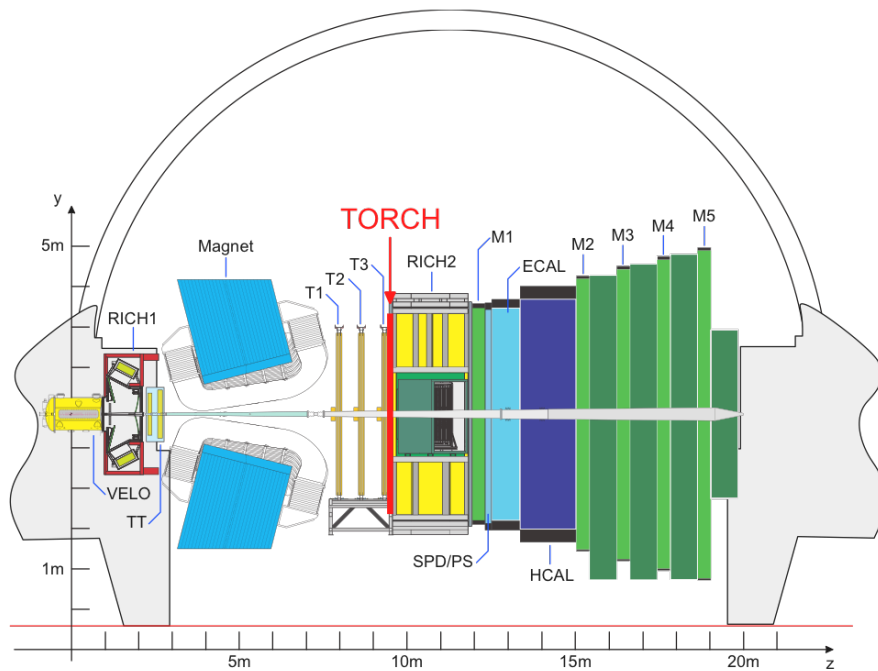 y
5m
TORCH
M5
M4
M3
M2
M1
Magnet
RICH2
ECAL
T3
T2
T1
RICH1
VELO
TT
SPD/PS
HCAL
1m
5m
10m
15m
20m
z